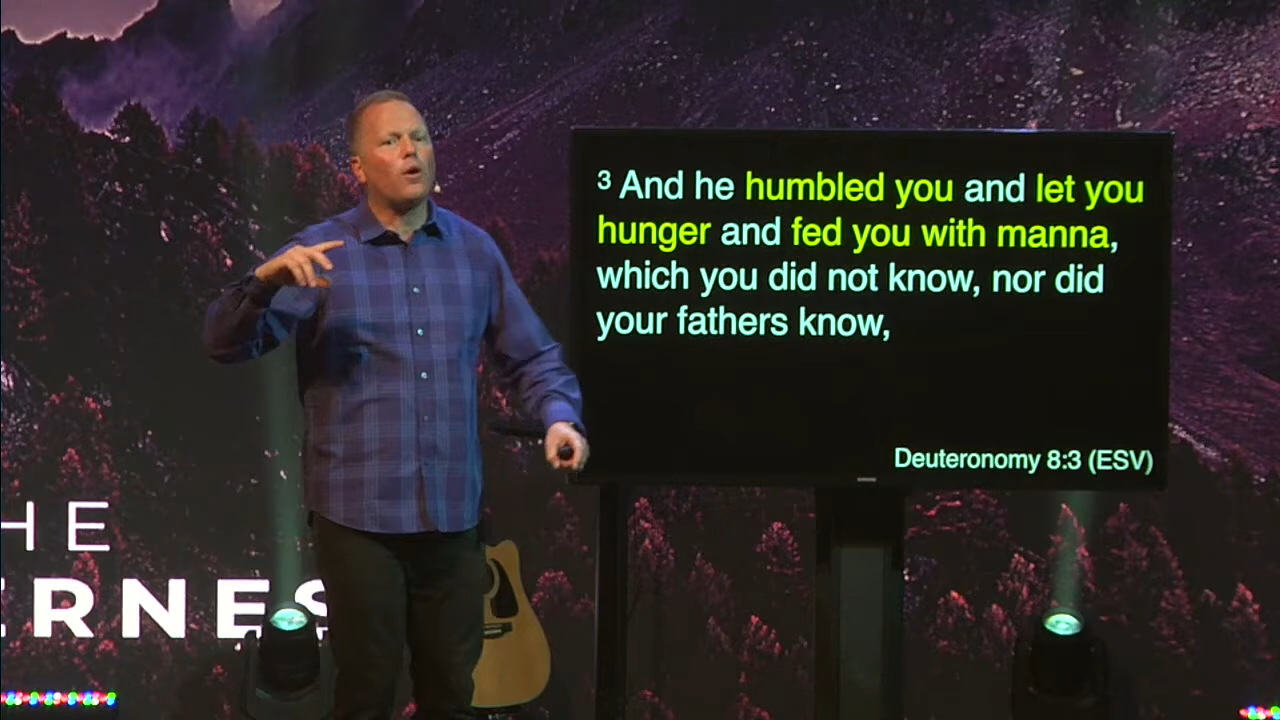 3 And he humbled you and let you
hunger and fed you with manna,
which you did not know, nor did
your fathers know,
Deuteronomy 8:3 (ESV)
HE
ERNES